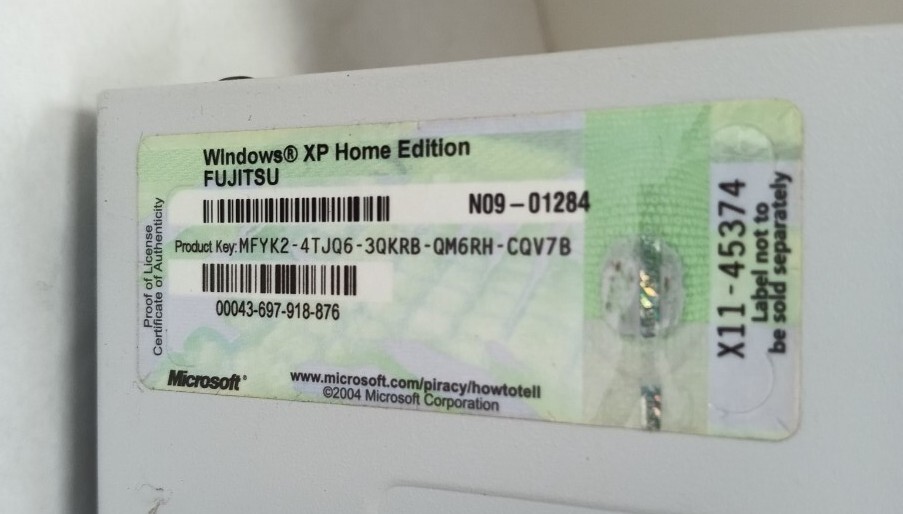 Windows® XP Home Edition
FUJITSU
N09-01284
Product Key: MFYK2-4TJQ6-3QKRB-QM6RH-CQV7B
00043-697-918-876
Microsoft®
www.microsoft.com/piracy/howtotell
©2004 Microsoft Corporation
Proof of License
Certificate of Authenticity
X11-45374
Label not to
be sold separately